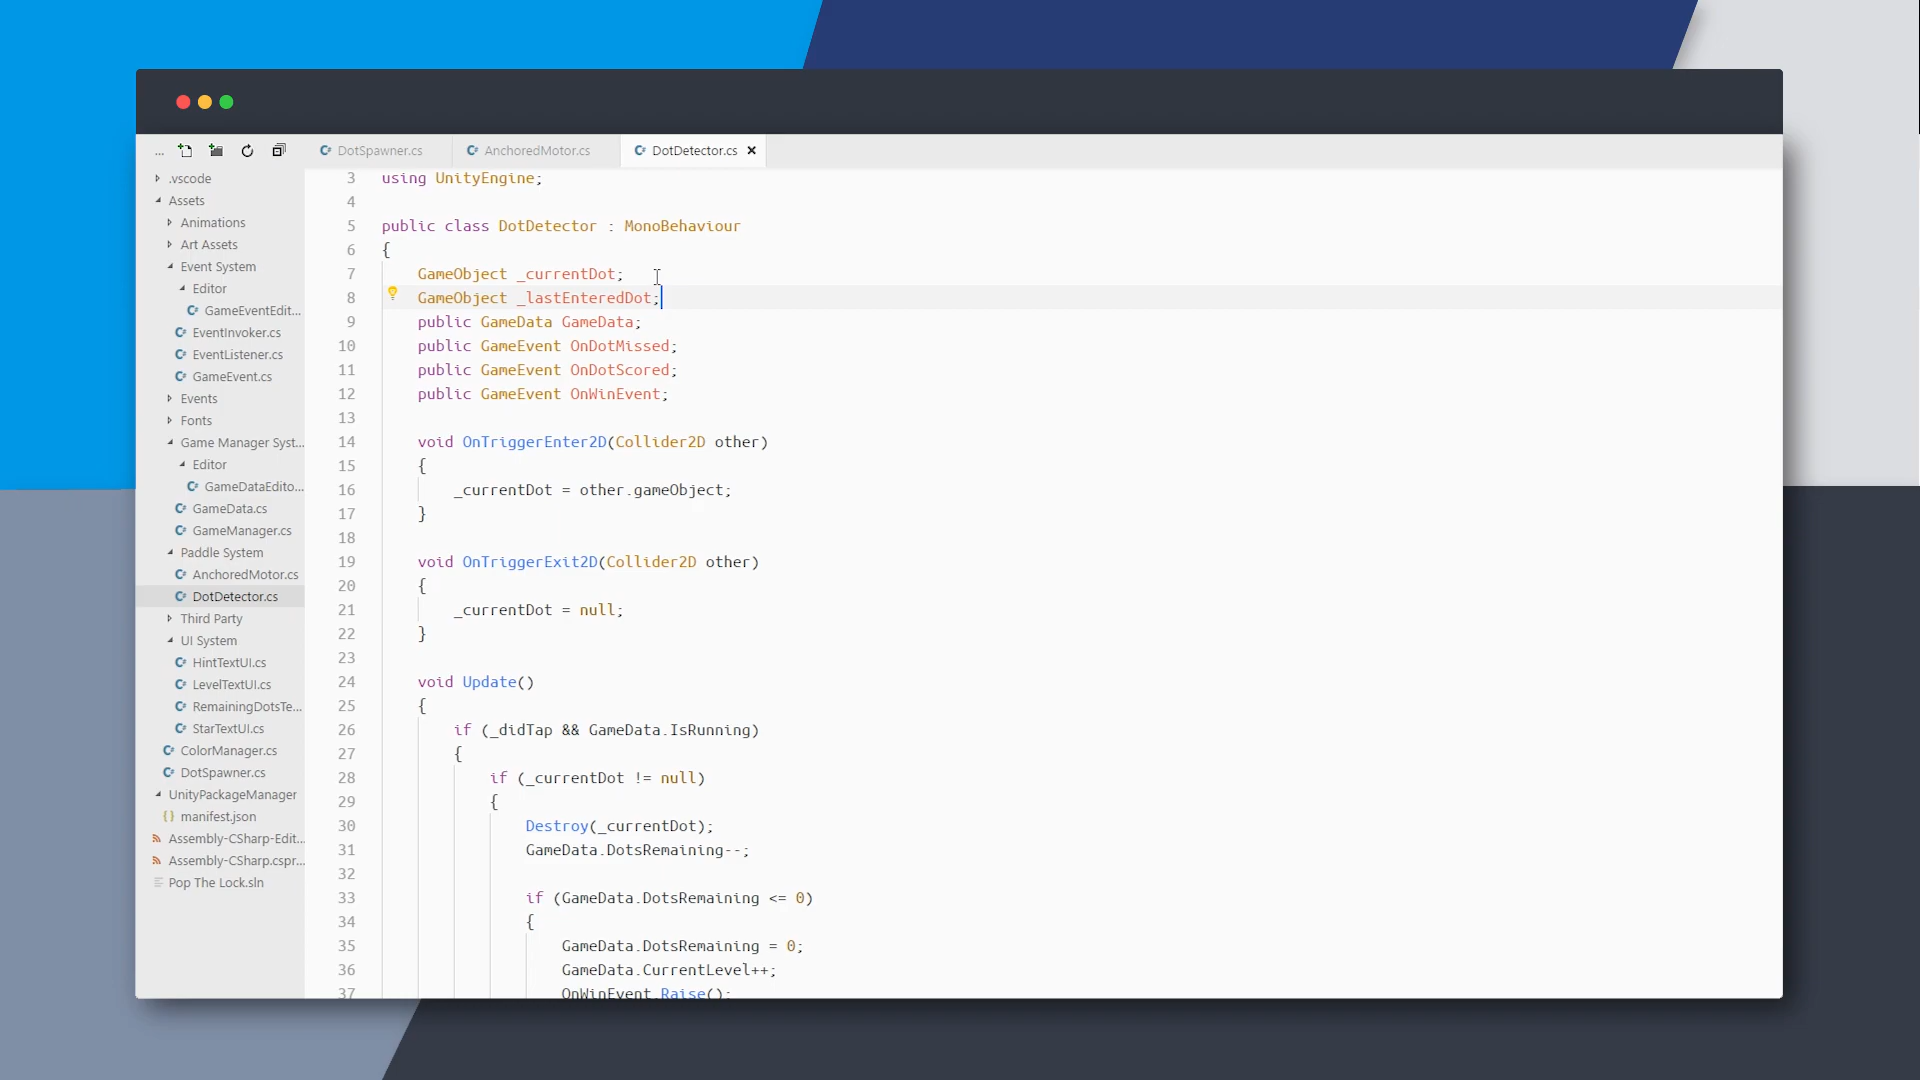 ... DotSpawner.cs AnchoredMotor.cs DotDetector.cs
.vscode
Assets
Animations
Art Assets
Event System
Editor
GameEventEdit...
EventInvoker.cs
EventListener.cs
GameEvent.cs
Events
Fonts
Game Manager Syst...
Editor
GameDataEdito...
GameData.cs
GameManager.cs
Paddle System
AnchoredMotor.cs
DotDetector.cs
Third Party
UI System
HintTextUI.cs
LevelTextUI.cs
RemainingDotsTe...
StarTextUI.cs
ColorManager.cs
DotSpawner.cs
UnityPackageManager
{} manifest.json
Assembly-CSharp-Edit...
Assembly-CSharp.cspr...
Pop The Lock.sln
3 using UnityEngine;
4
5 public class DotDetector : MonoBehaviour
6 {
7 GameObject _currentDot;
8 GameObject _lastEnteredDot;
9 public GameData GameData;
10 public GameEvent OnDotMissed;
11 public GameEvent OnDotScored;
12 public GameEvent OnWinEvent;
13
14 void OnTriggerEnter2D(Collider2D other)
15 {
16 _currentDot = other.gameObject;
17 }
18
19 void OnTriggerExit2D(Collider2D other)
20 {
21 _currentDot = null;
22 }
23
24 void Update()
25 {
26 if (_didTap && GameData.IsRunning)
27 {
28 if (_currentDot != null)
29 {
30 Destroy(_currentDot);
31 GameData.DotsRemaining--;
32
33 if (GameData.DotsRemaining <= 0)
34 {
35 GameData.DotsRemaining = 0;
36 GameData.CurrentLevel++;
37 OnWinEvent.Raise();